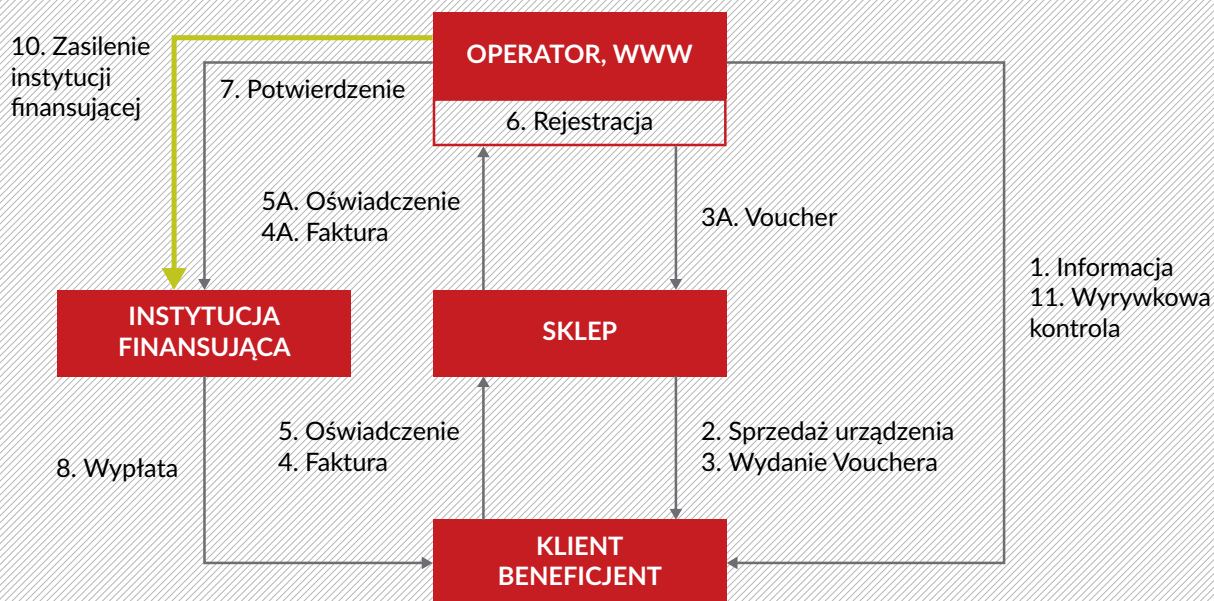 10. Zasilenie
instytucji
finansującej
OPERATOR, WWW
7. Potwierdzenie
6. Rejestracja
5A. Oświadczenie
4A. Faktura
3A. Voucher
1. Informacja
11. Wyrywkowa
kontrola
INSTYTUCJA
FINANSUJĄCA
SKLEP
5. Oświadczenie
4. Faktura
2. Sprzedaż urządzenia
3. Wydanie Vouchera
8. Wypłata
KLIENT
BENEFICJENT